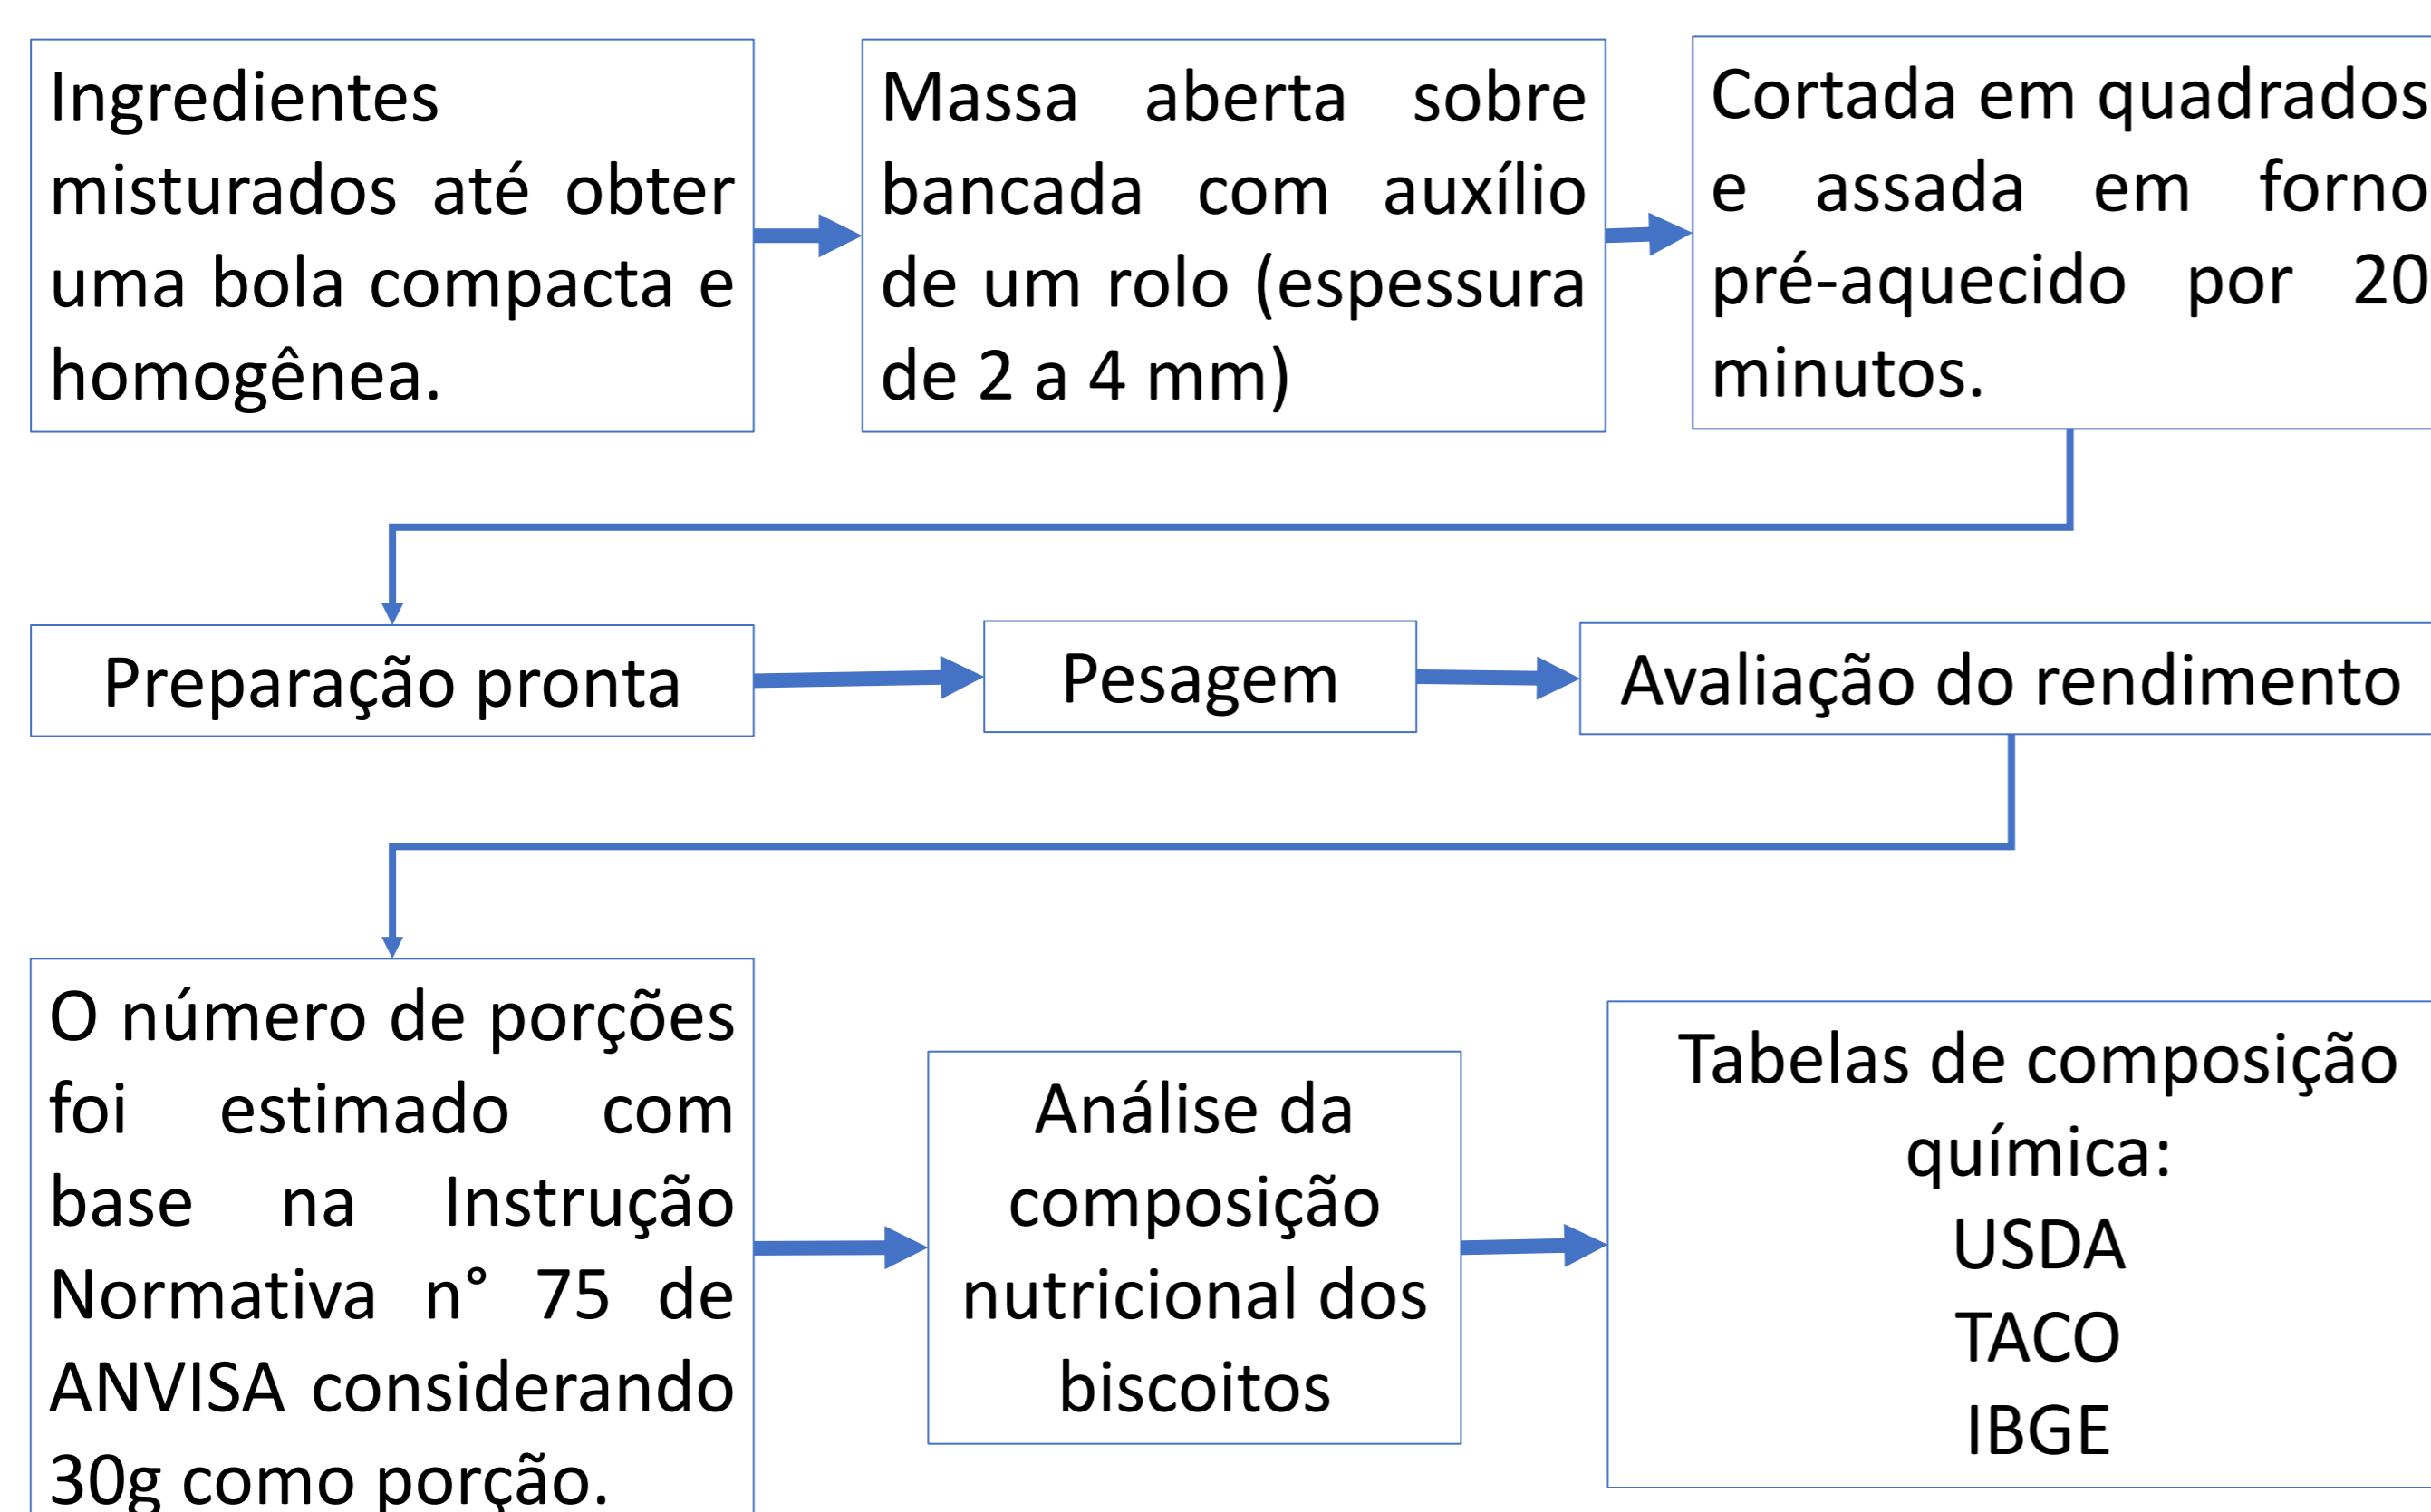 Ingredientes
misturados até obter
uma bola compacta e
homogênea.
Massa aberta sobre
bancada com auxílio
de um rolo (espessura
de 2 a 4 mm)
Cortada em quadrados
e assada em forno
pré-aquecido por 20
minutos.
Preparação pronta
Pesagem
Avaliação do rendimento
O número de porções
foi estimado com
base na Instrução
Normativa n° 75 de
ANVISA considerando
30g como porção.
Análise da
composição
nutricional dos
biscoitos
Tabelas de composição
química:
USDA
TACO
IBGE